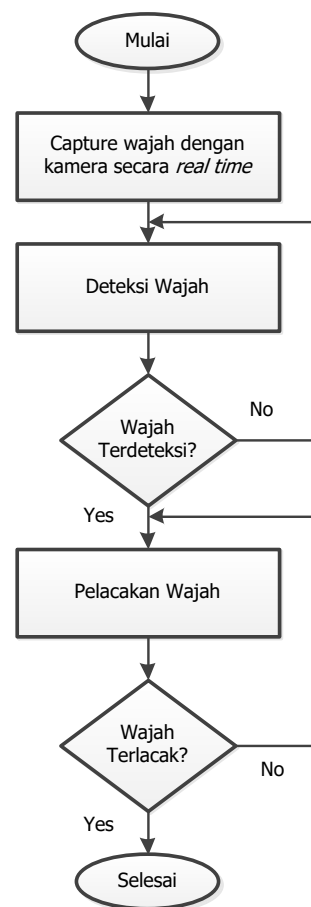 Mulai
Capture wajah dengan
kamera secara real time
Deteksi Wajah
Wajah
Terdeteksi?
No
Yes
Pelacakan Wajah
Wajah
Terlacak?
No
Yes
Selesai